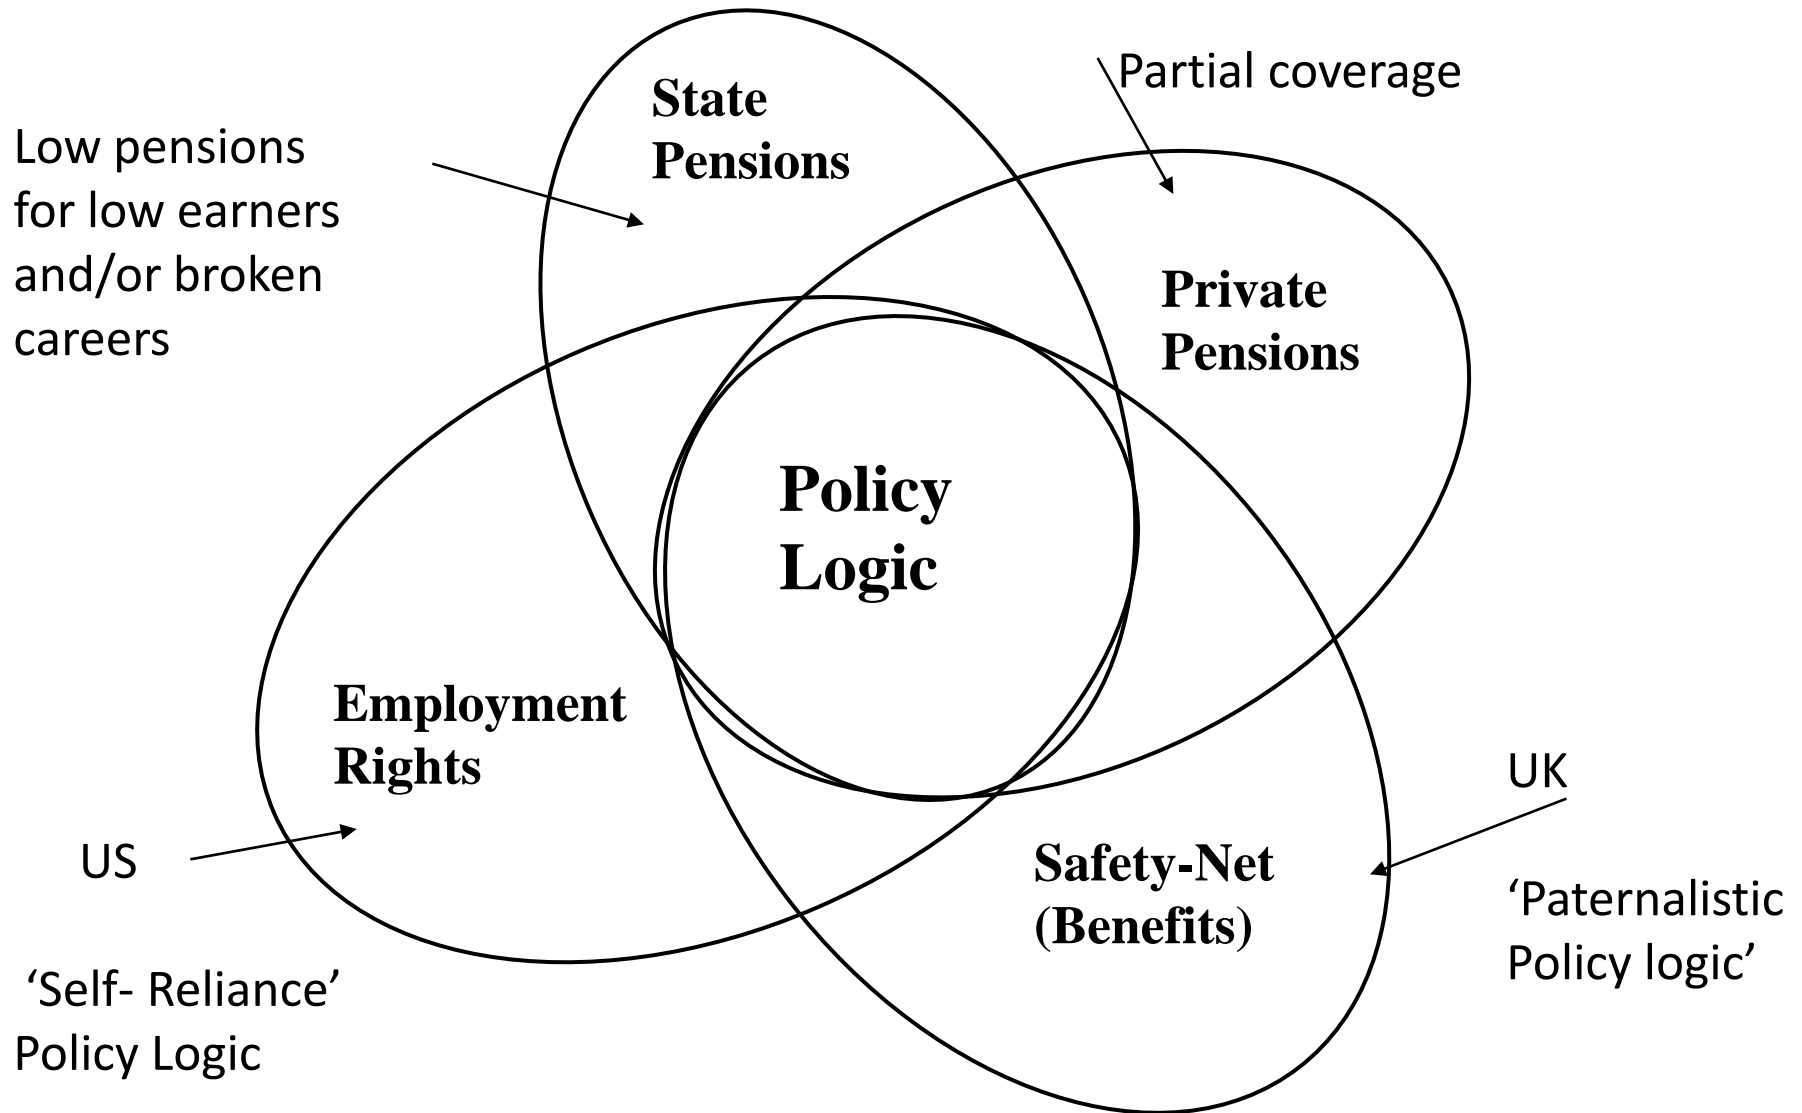 State
Pensions
Partial coverage
Low pensions
for low earners
and/or broken
careers
Private
Pensions
Policy
Logic
Employment
Rights
US
‘Self- Reliance’
Policy Logic
Safety-Net
(Benefits)
UK
‘Paternalistic
Policy logic’